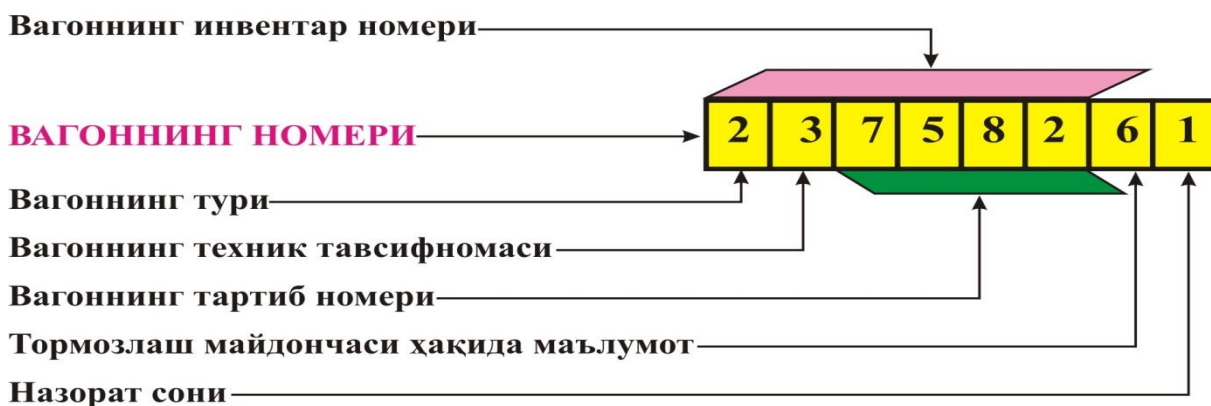 Вагоннинг инвентар номери
ВАГОННИНГ НОМЕРИ
2 3 7 5 8 2 6 1
Вагоннинг тури
Вагоннинг техник тавсифномаси
Вагоннинг тартиб номери
Тормозлаш майдончаси ҳақида маълумот
Назорат сони